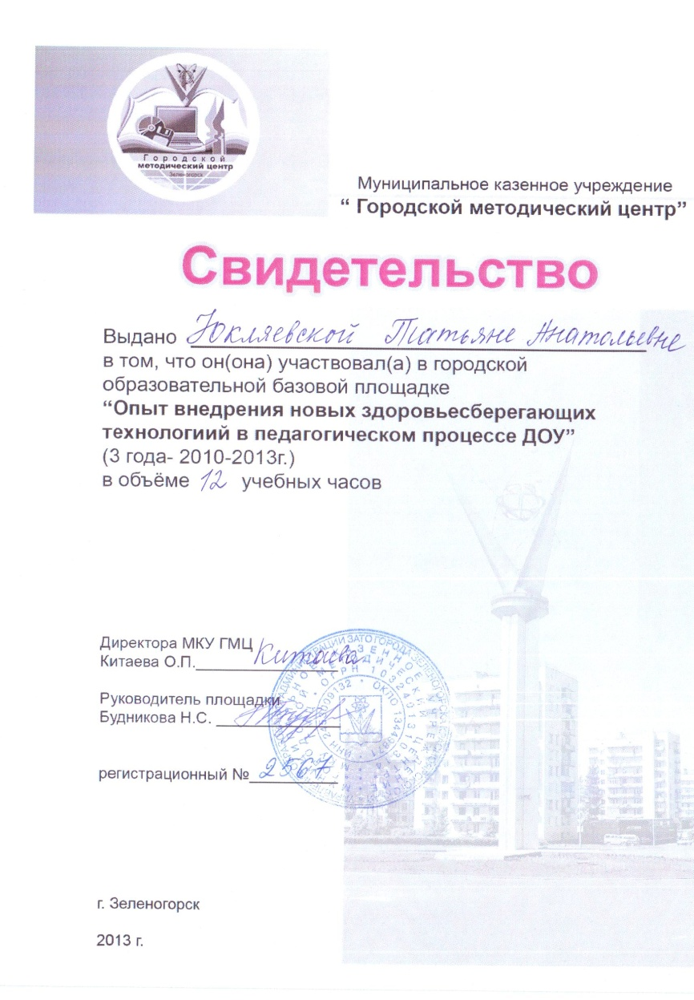 Городской
методический центр
Зеленогорск
Муниципальное казенное учреждение
“ Городской методический центр”
Свидетельство
Выдано Юкляевской Татьяне Анатольевне
в том, что он(она) участвовал(а) в городской
образовательной базовой площадке
“Опыт внедрения новых здоровьесберегающих
технологиий в педагогическом процессе ДОУ”
(3 года- 2010-2013г.)
в объёме 12 учебных часов
Директора МКУ ГМЦ
Китаева О.П. Китаева
Руководитель площадки
Будникова Н.С.
регистрационный № 2567
г. Зеленогорск
2013 г.